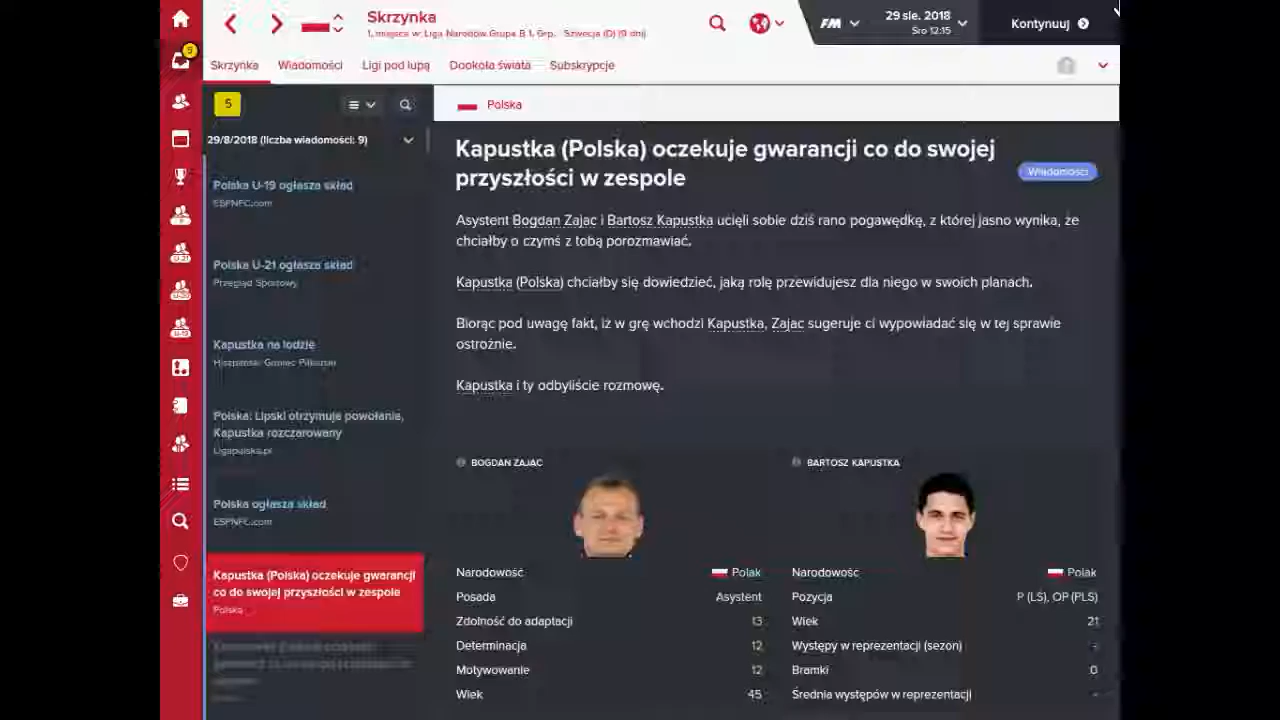 Skrzynka
1. miejsce w: Liga Narodów Grupa B 1. Grp. Szwecja (D) (9 dni)
FM
29 sie. 2018
Śro 12:15
Kontynuuj
Skrzynka
Wiadomości
Ligi pod lupą
Dookoła świata
Subskrypcje
9
5
29/8/2018 (liczba wiadomości: 9)
Polska U-19 ogłasza skład
ESPNFC.com
Polska U-21 ogłasza skład
Przegląd Sportowy
Kapustka na lodzie
Polska: Lipski otrzymuje powołanie,
Kapustka rozczarowany
Ligapolska.pl
Polska ogłasza skład
ESPNFC.com
Kapustka (Polska) oczekuje gwarancji
co do swojej przyszłości w zespole
Polska
Polska
Kapustka (Polska) oczekuje gwarancji co do swojej
przyszłości w zespole
Wiadomości
Asystent Bogdan Zając i Bartosz Kapustka ucięli sobie dziś rano pogawędkę, z której jasno wynika, że
chciałby o czymś z tobą porozmawiać.
Kapustka (Polska) chciałby się dowiedzieć, jaką rolę przewidujesz dla niego w swoich planach.
Biorąc pod uwagę fakt, iż w grę wchodzi Kapustka, Zając sugeruje ci wypowiadać się w tej sprawie
ostrożnie.
Kapustka i ty odbyliście rozmowę.
BOGDAN ZAJĄC
Narodowość Polak
Posada Asystent
Zdolność do adaptacji 13
Determinacja 12
Motywowanie 12
Wiek 45
BARTOSZ KAPUSTKA
Narodowość Polak
Pozycja P (LŚ), OP (PLŚ)
Wiek 21
Występy w reprezentacji (sezon) -
Bramki 0
Średnia występów w reprezentacji -